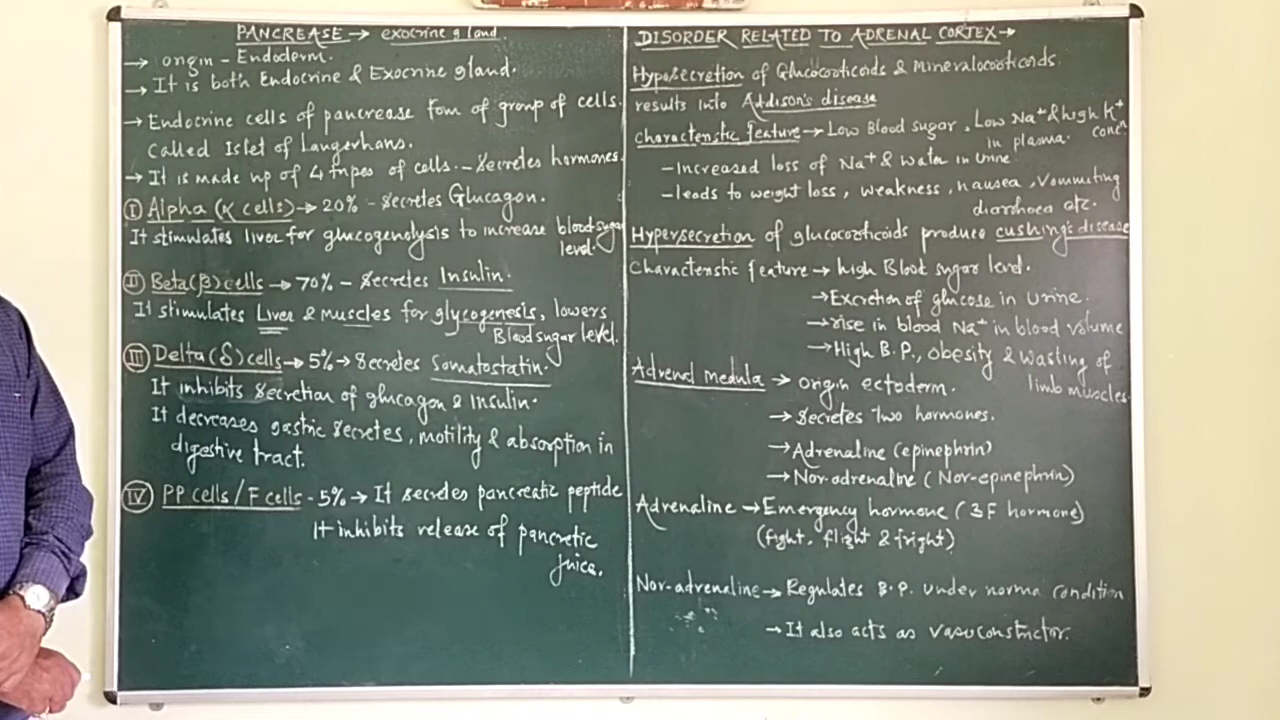 PANCREASE → exocrine gland.
→ origin - Endoderm.
→ It is both Endocrine & Exocrine gland.
→ Endocrine cells of pancrease form of group of cells.
called Islet of Langerhans.
→ It is made up of 4 types of cells. - Secretes hormones.
I Alpha (α cells) → 20% - Secretes Glucagon.
It stimulates liver for glucogenolysis to increase blood sugar
level.
II Beta (β) cells → 70% - Secretes Insulin.
It stimulates Liver & muscles for glycogenesis, lowers
Blood sugar level.
III Delta (δ) cells → 5% → Secretes Somatostatin.
It inhibits Secretion of glucagon & Insulin.
It decreases gastric Secretes, motility & absorption in
digestive tract.
IV PP cells / F cells - 5% → It secretes pancreatic peptide
It inhibits release of pancretic
juice.
DISORDER RELATED TO ADRENAL CORTEX →
Hyposecretion of Glucocorticoids & Mineralocorticoids
results into Addison's disease
characterstic feature → Low Blood sugar, Low Na⁺ & high K⁺
in plasma. concⁿ
- Increased loss of Na⁺ & water in urine
- leads to weight loss, weakness, nausea, Vommiting
diarrhoea etc.
Hypersecretion of glucocorticoids produce cushing's disease
Characterstic feature → high Blood sugar level.
→ Excretion of glucose in urine.
→ rise in blood Na⁺ in blood volume
→ High B.P., obesity & wasting of
limb muscles.
Adrenal medula → origin ectoderm.
→ Secretes Two hormones.
→ Adrenaline (epinephrin)
→ Nor-adrenaline (Nor-epinephrin)
Adrenaline → Emergency hormone (3F hormone)
(fight, flight & fright)
Nor-adrenaline → Regulates B.P. under norma condition
→ It also acts as vasoconstrictor.